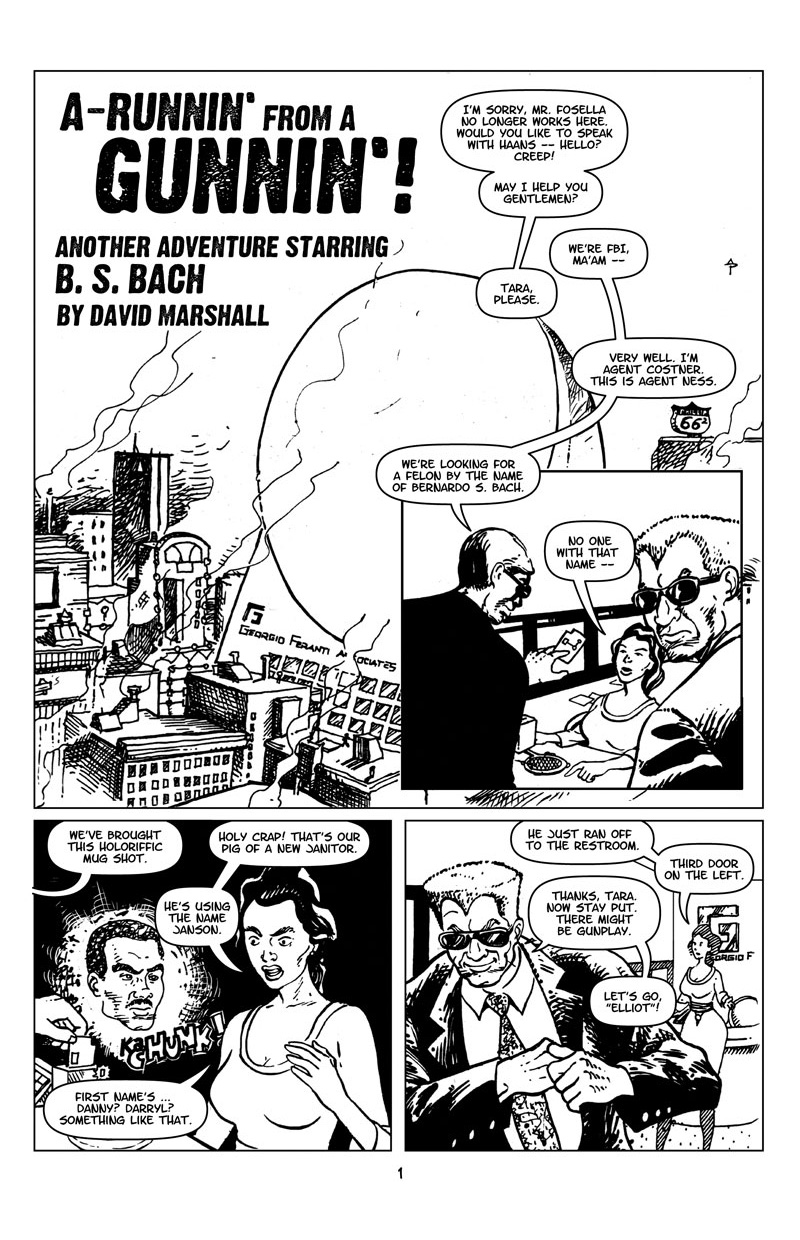 A-RUNNIN' FROM A
GUNNIN'!
ANOTHER ADVENTURE STARRING
B. S. BACH
BY DAVID MARSHALL
I'M SORRY, MR. FOSELLA
NO LONGER WORKS HERE.
WOULD YOU LIKE TO SPEAK
WITH HAANS -- HELLO?
CREEP!
MAY I HELP YOU
GENTLEMEN?
WE'RE FBI,
MA'AM --
TARA,
PLEASE.
VERY WELL. I'M
AGENT COSTNER.
THIS IS AGENT NESS.
PHILLIP
66²
WE'RE LOOKING FOR
A FELON BY THE NAME
OF BERNARDO S. BACH.
NO ONE
WITH THAT
NAME --
GEORGIO FERANTI ASSOCIATES
WE'VE BROUGHT
THIS HOLORIFFIC
MUG SHOT.
HOLY CRAP! THAT'S OUR
PIG OF A NEW JANITOR.
HE'S USING
THE NAME
JANSON.
KA
CHUNK!
3D
FIRST NAME'S ...
DANNY? DARRYL?
SOMETHING LIKE THAT.
HE JUST RAN OFF
TO THE RESTROOM.
THIRD DOOR
ON THE LEFT.
THANKS, TARA.
NOW STAY PUT.
THERE MIGHT
BE GUNPLAY.
GEORGIO F
LET'S GO,
"ELLIOT"!
1